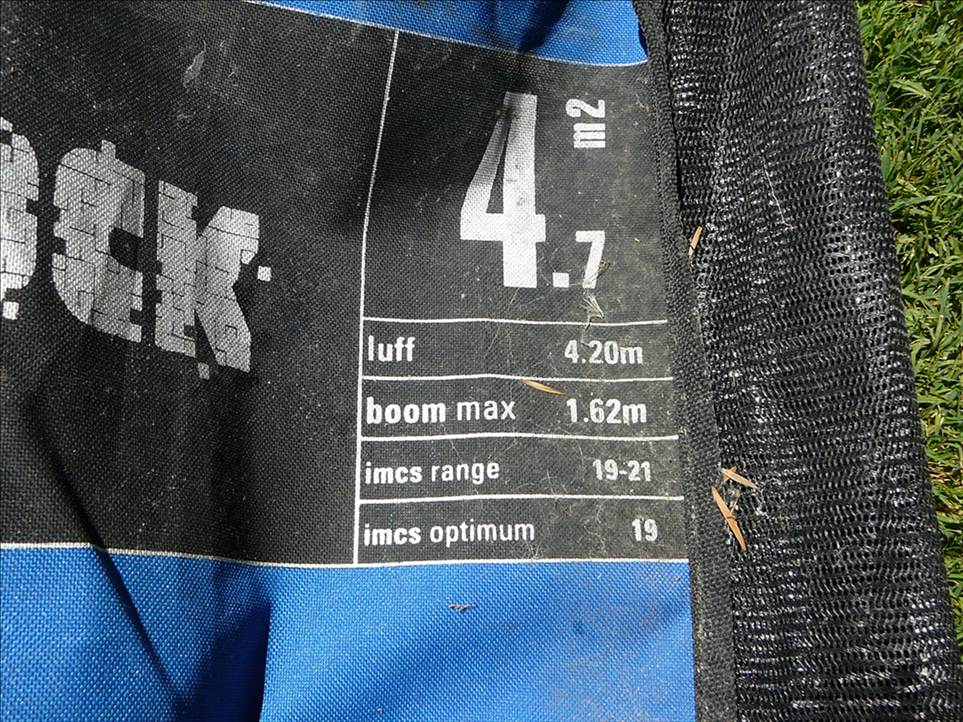 4.7 m2
luff 4.20m
boom max 1.62m
imcs range 19-21
imcs optimum 19